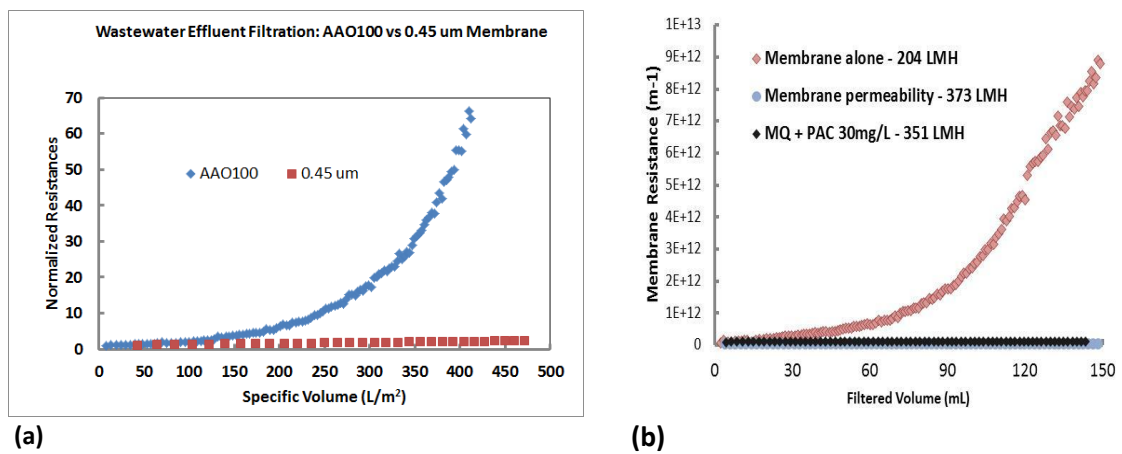 Wastewater Effluent Filtration: AAO100 vs 0.45 um Membrane
70
60
50
40
30
20
10
0
Normalized Resistances
AAO100
0.45 um
0
50
100
150
200
250
300
350
400
450
500
Specific Volume (L/m²)
(a)
1E+13
9E+12
8E+12
7E+12
6E+12
5E+12
4E+12
3E+12
2E+12
1E+12
0
Membrane Resistance (m-1)
Membrane alone - 204 LMH
Membrane permeability - 373 LMH
MQ + PAC 30mg/L - 351 LMH
0
30
60
90
120
150
Filtered Volume (mL)
(b)